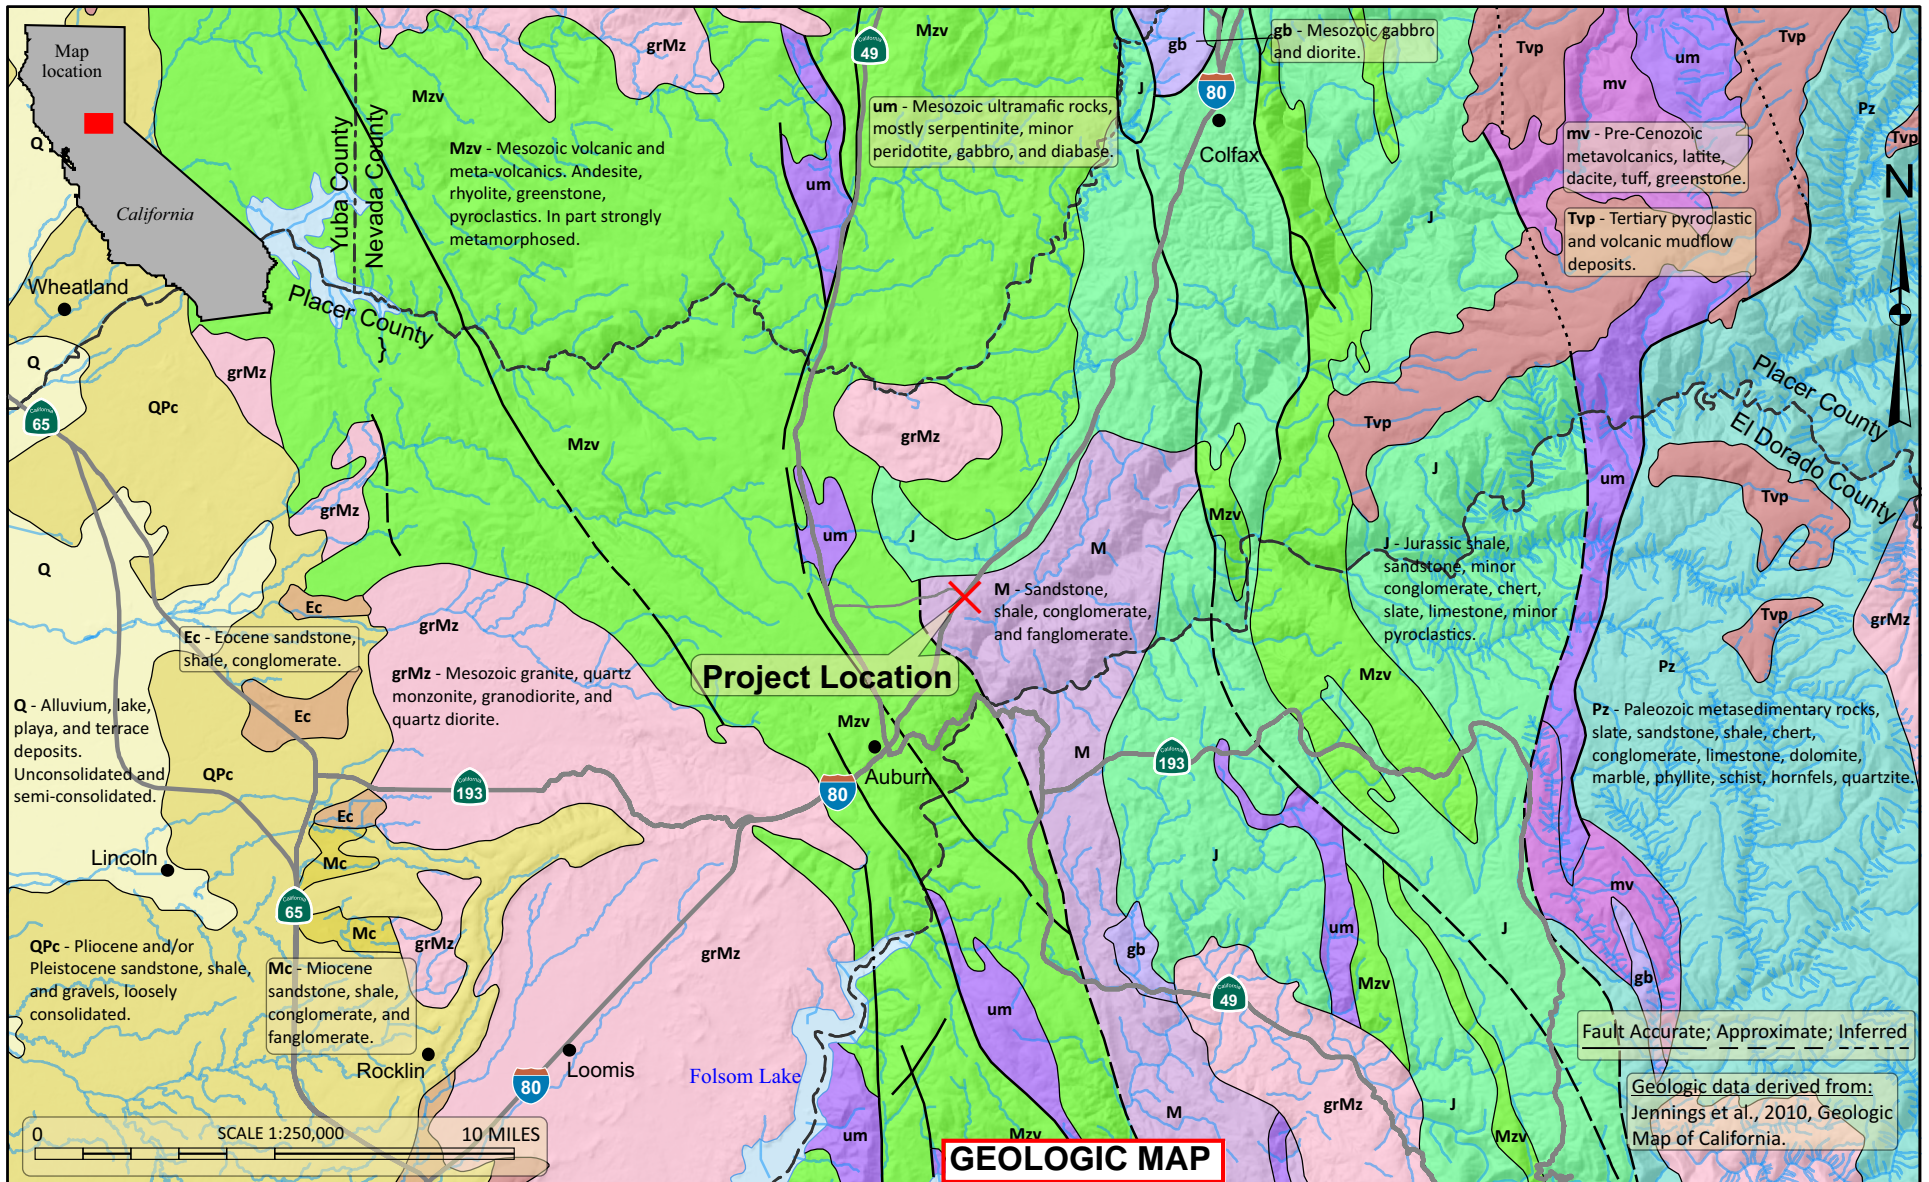 Map
location
California
GEOLOGIC MAP
Project Location
N
Yuba County
Nevada County
Placer County
Placer County
El Dorado County
Wheatland
Colfax
Auburn
Lincoln
Rocklin
Loomis
Folsom Lake
gb - Mesozoic gabbro
and diorite.
um - Mesozoic ultramafic rocks,
mostly serpentinite, minor
peridotite, gabbro, and diabase.
Mzv - Mesozoic volcanic and
meta-volcanics. Andesite,
rhyolite, greenstone,
pyroclastics. In part strongly
metamorphosed.
mv - Pre-Cenozoic
metavolcanics, latite,
dacite, tuff, greenstone.
Tvp - Tertiary pyroclastic
and volcanic mudflow
deposits.
J - Jurassic shale,
sandstone, minor
conglomerate, chert,
slate, limestone, minor
pyroclastics.
M - Sandstone,
shale, conglomerate,
and fanglomerate.
Ec - Eocene sandstone,
shale, conglomerate.
grMz - Mesozoic granite, quartz
monzonite, granodiorite, and
quartz diorite.
Q - Alluvium, lake,
playa, and terrace
deposits.
Unconsolidated and
semi-consolidated.
Pz - Paleozoic metasedimentary rocks,
slate, sandstone, shale, chert,
conglomerate, limestone, dolomite,
marble, phyllite, schist, hornfels, quartzite.
QPc - Pliocene and/or
Pleistocene sandstone, shale,
and gravels, loosely
consolidated.
Mc - Miocene
sandstone, shale,
conglomerate, and
fanglomerate.
Fault Accurate; Approximate; Inferred
Geologic data derived from:
Jennings et al., 2010, Geologic
Map of California.
0 SCALE 1:250,000 10 MILES
California
49
80
California
65
California
193
80
California
193
California
65
California
49
80
Mzv
grMz
gb
Tvp
Tvp
um
mv
Mzv
J
Pz
Q
Tvp
um
J
Q
grMz
QPc
grMz
Tvp
Mzv
J
um
Tvp
grMz
Mzv
um
J
M
Q
Ec
grMz
Tvp
grMz
Pz
Mzv
Ec
Mzv
M
QPc
Ec
Mc
J
mv
Mc
grMz
grMz
gb
um
J
gb
Mzv
um
um
Mzv
M
grMz
J
Mzv